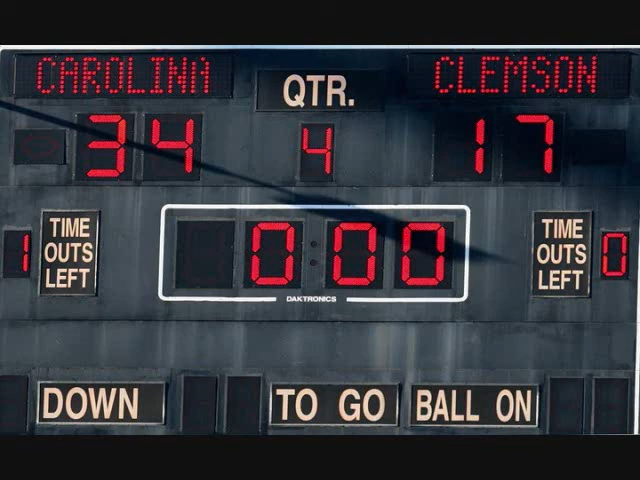 CAROLINA
CLEMSON
QTR.
34
4
17
1
TIME
OUTS
LEFT
0:00
TIME
OUTS
LEFT
0
DAKTRONICS
DOWN
TO GO
BALL ON